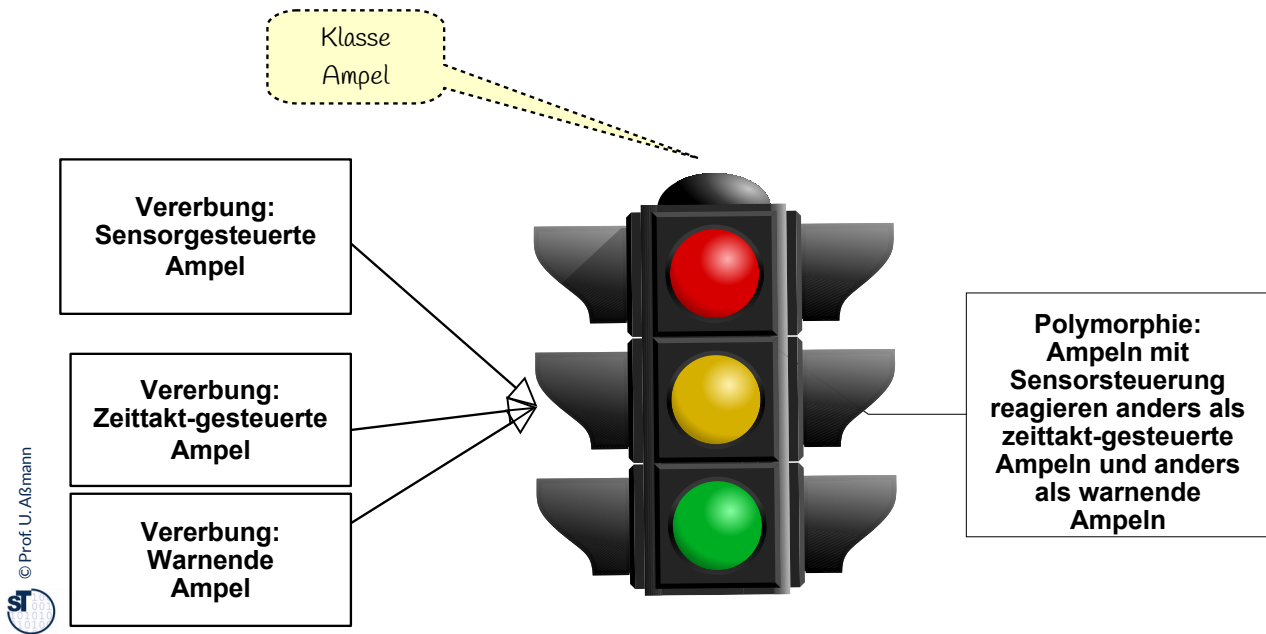 Klasse
Ampel
Vererbung:
Sensorgesteuerte
Ampel
Vererbung:
Zeittakt-gesteuerte
Ampel
Vererbung:
Warnende
Ampel
Polymorphie:
Ampeln mit
Sensorsteuerung
reagieren anders als
zeittakt-gesteuerte
Ampeln und anders
als warnende
Ampeln
© Prof. U. Aßmann
ST